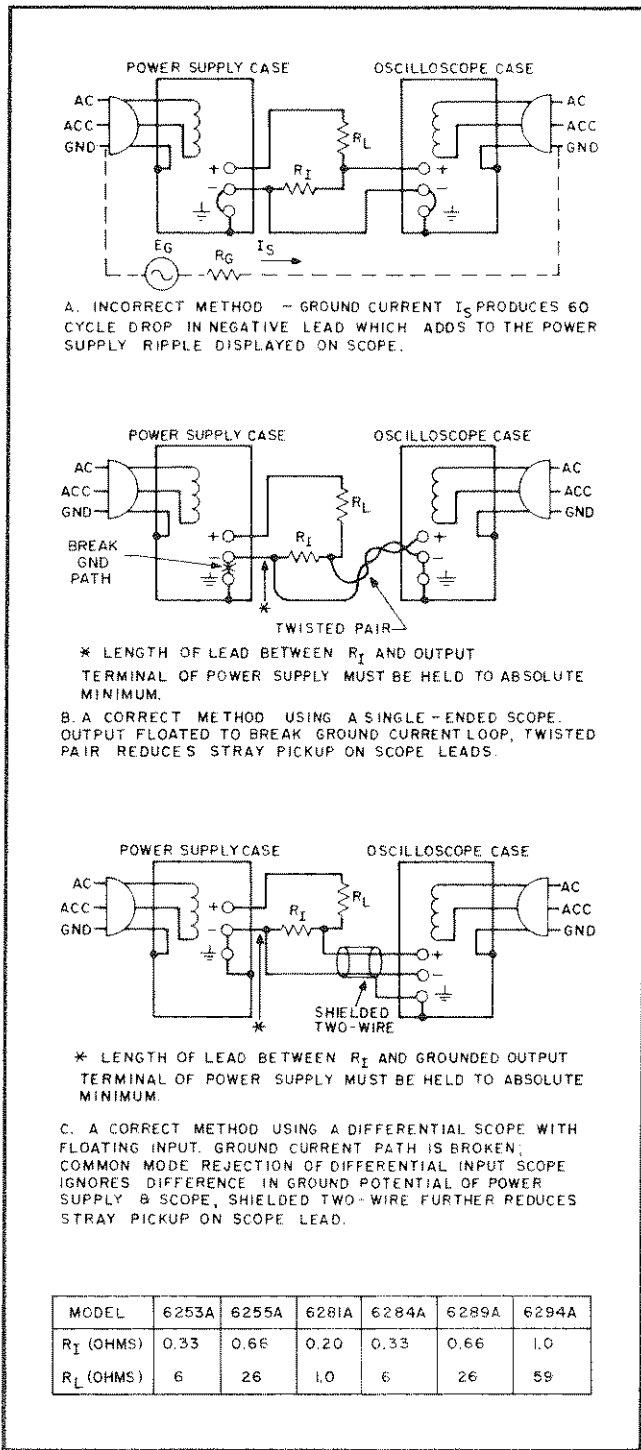 POWER SUPPLY CASE OSCILLOSCOPE CASE
AC
ACC
GND
+
-
R_I
R_L
+
-
AC
ACC
GND
E_G
R_G
I_S
A. INCORRECT METHOD - GROUND CURRENT I_S PRODUCES 60
CYCLE DROP IN NEGATIVE LEAD WHICH ADDS TO THE POWER
SUPPLY RIPPLE DISPLAYED ON SCOPE.
POWER SUPPLY CASE OSCILLOSCOPE CASE
AC
ACC
GND
BREAK
GND
PATH
+
-
R_I
R_L
+
-
AC
ACC
GND
*
TWISTED PAIR
* LENGTH OF LEAD BETWEEN R_I AND OUTPUT
TERMINAL OF POWER SUPPLY MUST BE HELD TO ABSOLUTE
MINIMUM.
B. A CORRECT METHOD USING A SINGLE-ENDED SCOPE.
OUTPUT FLOATED TO BREAK GROUND CURRENT LOOP, TWISTED
PAIR REDUCES STRAY PICKUP ON SCOPE LEADS.
POWER SUPPLY CASE OSCILLOSCOPE CASE
AC
ACC
GND
+
-
R_I
R_L
+
-
AC
ACC
GND
*
SHIELDED
TWO-WIRE
* LENGTH OF LEAD BETWEEN R_I AND GROUNDED OUTPUT
TERMINAL OF POWER SUPPLY MUST BE HELD TO ABSOLUTE
MINIMUM.
C. A CORRECT METHOD USING A DIFFERENTIAL SCOPE WITH
FLOATING INPUT. GROUND CURRENT PATH IS BROKEN;
COMMON MODE REJECTION OF DIFFERENTIAL INPUT SCOPE
IGNORES DIFFERENCE IN GROUND POTENTIAL OF POWER
SUPPLY & SCOPE, SHIELDED TWO-WIRE FURTHER REDUCES
STRAY PICKUP ON SCOPE LEAD.
MODEL 6253A 6255A 6281A 6284A 6289A 6294A
R_I (OHMS) 0.33 0.66 0.20 0.33 0.66 1.0
R_L (OHMS) 6 26 1.0 6 26 59